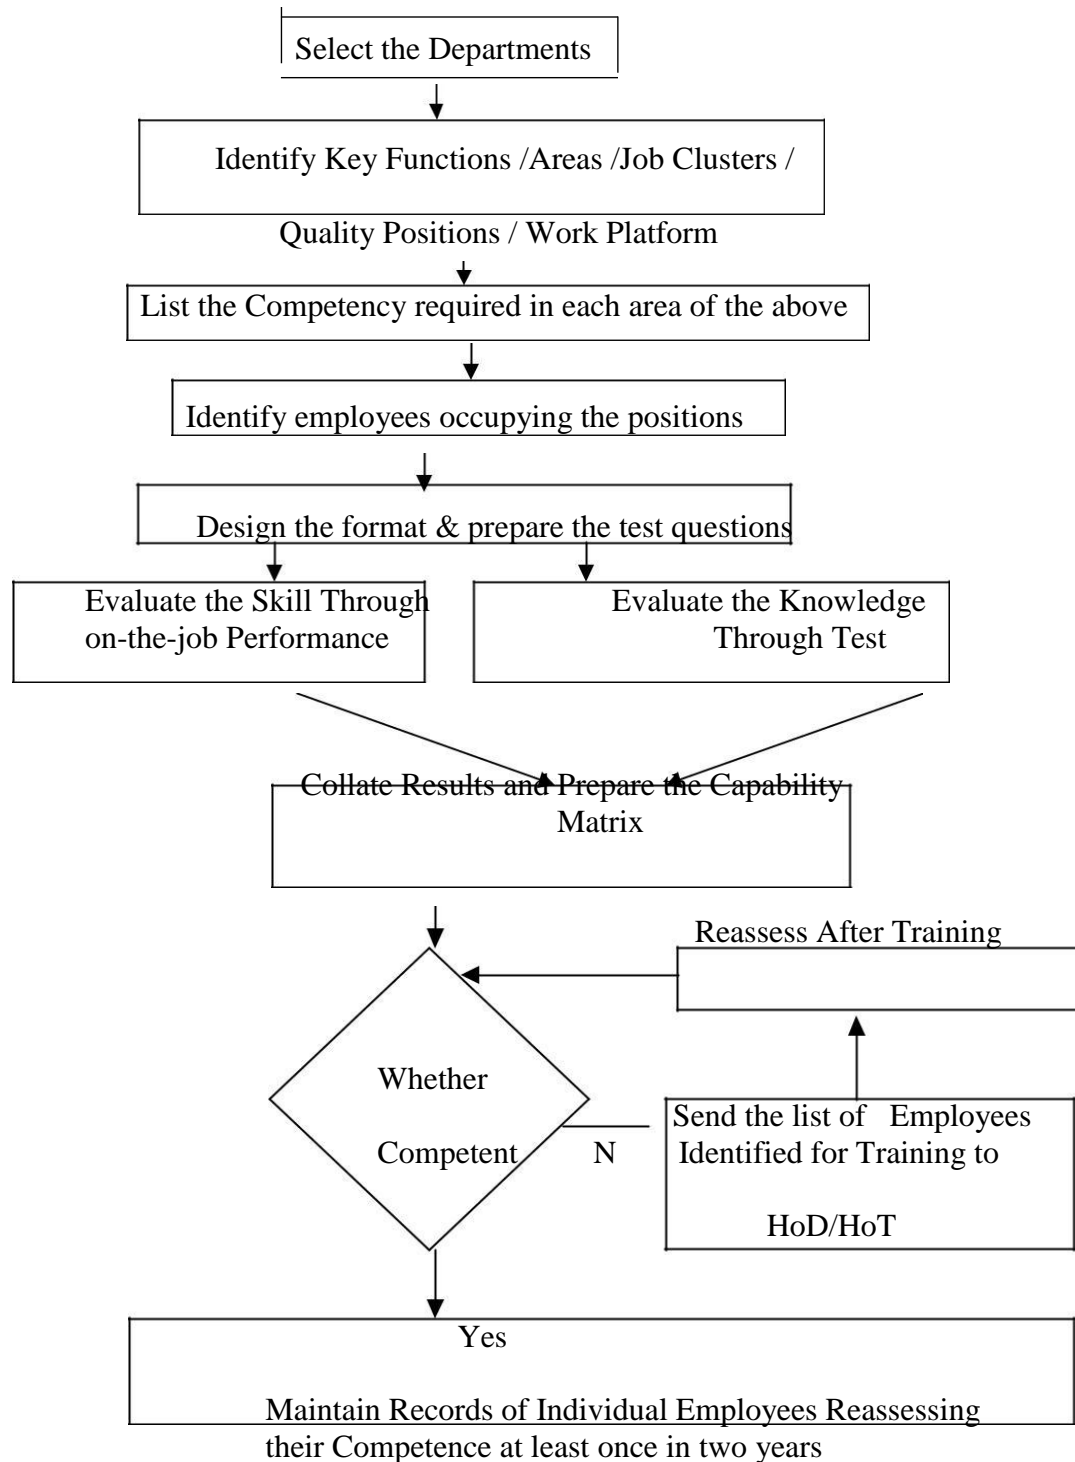 Select the Departments
Identify Key Functions /Areas /Job Clusters /
Quality Positions / Work Platform
List the Competency required in each area of the above
Identify employees occupying the positions
Design the format & prepare the test questions
Evaluate the Skill Through
on-the-job Performance
Evaluate the Knowledge
Through Test
Collate Results and Prepare the Capability
Matrix
Reassess After Training
Whether
Competent
N
Send the list of Employees
Identified for Training to
HoD/HoT
Yes
Maintain Records of Individual Employees Reassessing
their Competence at least once in two years